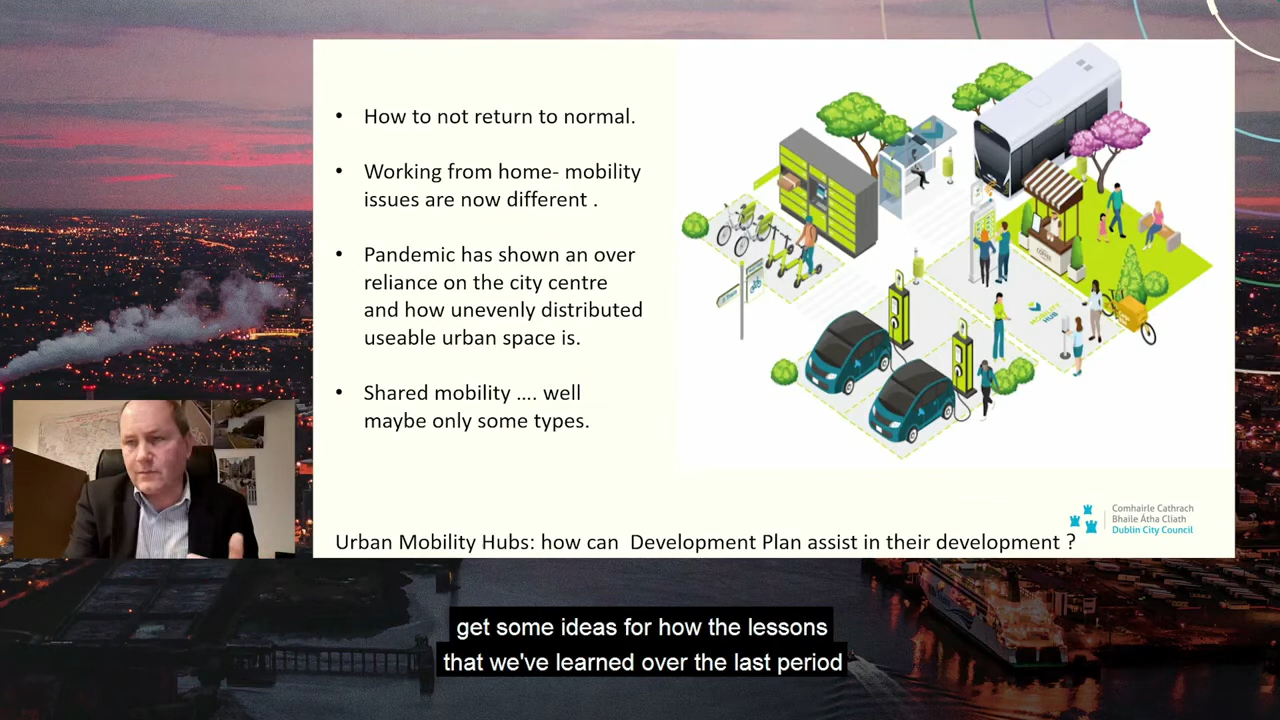 • How to not return to normal.
• Working from home- mobility
issues are now different .
• Pandemic has shown an over
reliance on the city centre
and how unevenly distributed
useable urban space is.
• Shared mobility .... well
maybe only some types.
COFFEE
MOBILITY
HUB
Comhairle Cathrach
Bhaile Átha Cliath
Dublin City Council
Urban Mobility Hubs: how can Development Plan assist in their development ?
get some ideas for how the lessons
that we've learned over the last period